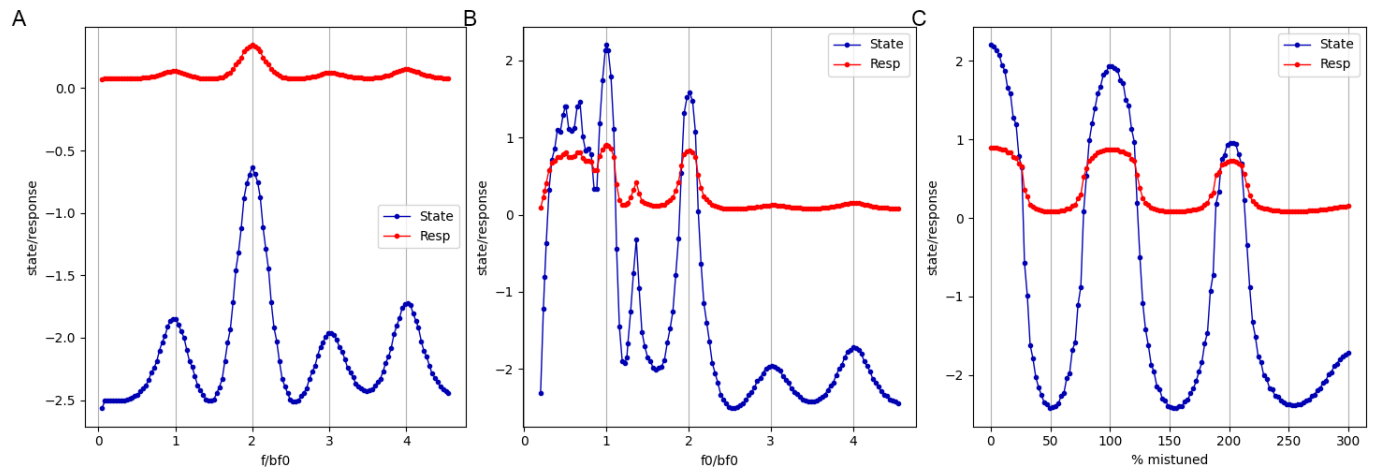 A
B
C
state/response
0.0
−0.5
−1.0
−1.5
−2.0
−2.5
State
Resp
0
1
2
3
4
f/bf0
state/response
2
1
0
−1
−2
State
Resp
0
1
2
3
4
f0/bf0
state/response
2
1
0
−1
−2
State
Resp
0
50
100
150
200
250
300
% mistuned